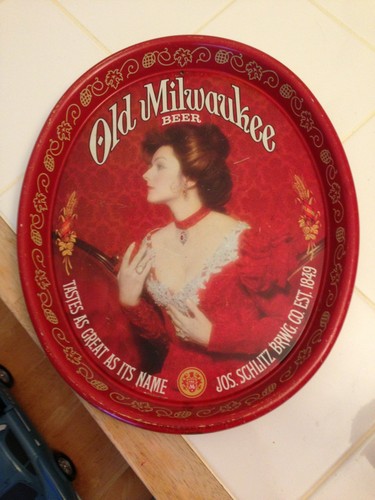 Old Milwaukee
BEER
TASTES AS GREAT AS ITS NAME
JOS. SCHLITZ BRWG. CO. EST. 1849